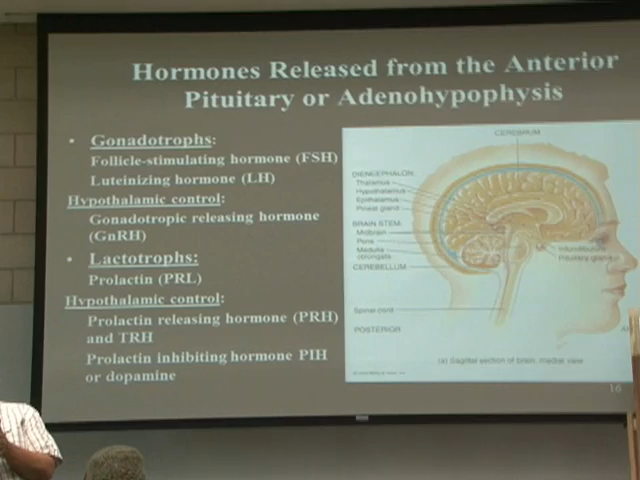 Hormones Released from the Anterior
Pituitary or Adenohypophysis
• Gonadotrophs:
Follicle-stimulating hormone (FSH)
Luteinizing hormone (LH)
Hypothalamic control:
Gonadotropic releasing hormone
(GnRH)
• Lactotrophs:
Prolactin (PRL)
Hypothalamic control:
Prolactin releasing hormone (PRH)
and TRH
Prolactin inhibiting hormone PIH
or dopamine
CEREBRUM
DIENCEPHALON:
Thalamus
Hypothalamus
Epithalamus
Pineal gland
BRAIN STEM:
Midbrain
Pons
Medulla
oblongata
CEREBELLUM
Spinal cord
POSTERIOR
Infundibulum
Pituitary gland
(a) Sagittal section of brain, medial view
16